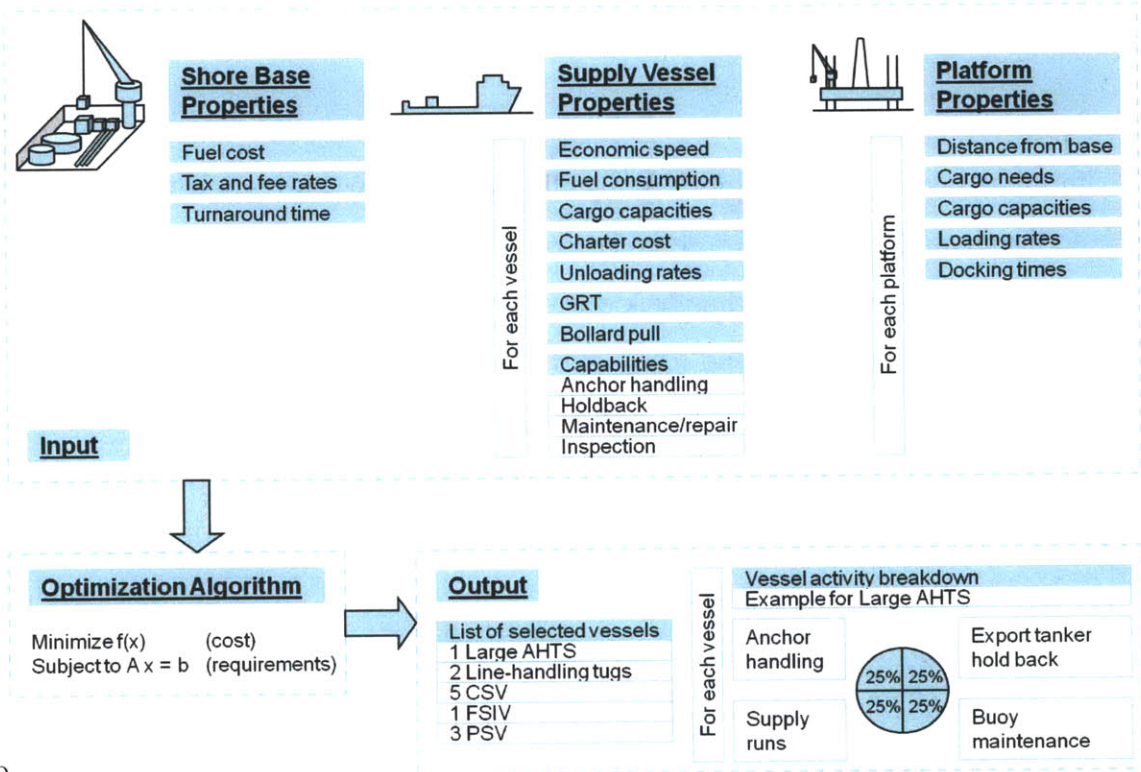 Shore Base
Properties
Fuel cost
Tax and fee rates
Turnaround time
Supply Vessel
Properties
For each vessel
Economic speed
Fuel consumption
Cargo capacities
Charter cost
Unloading rates
GRT
Bollard pull
Capabilities
Anchor handling
Holdback
Maintenance/repair
Inspection
Platform
Properties
For each platform
Distance from base
Cargo needs
Cargo capacities
Loading rates
Docking times
Input
Optimization Algorithm
Minimize f(x) (cost)
Subject to A x = b (requirements)
Output
List of selected vessels
1 Large AHTS
2 Line-handling tugs
5 CSV
1 FSIV
3 PSV
For each vessel
Vessel activity breakdown
Example for Large AHTS
Anchor
handling
Export tanker
hold back
25% 25%
25% 25%
Supply
runs
Buoy
maintenance